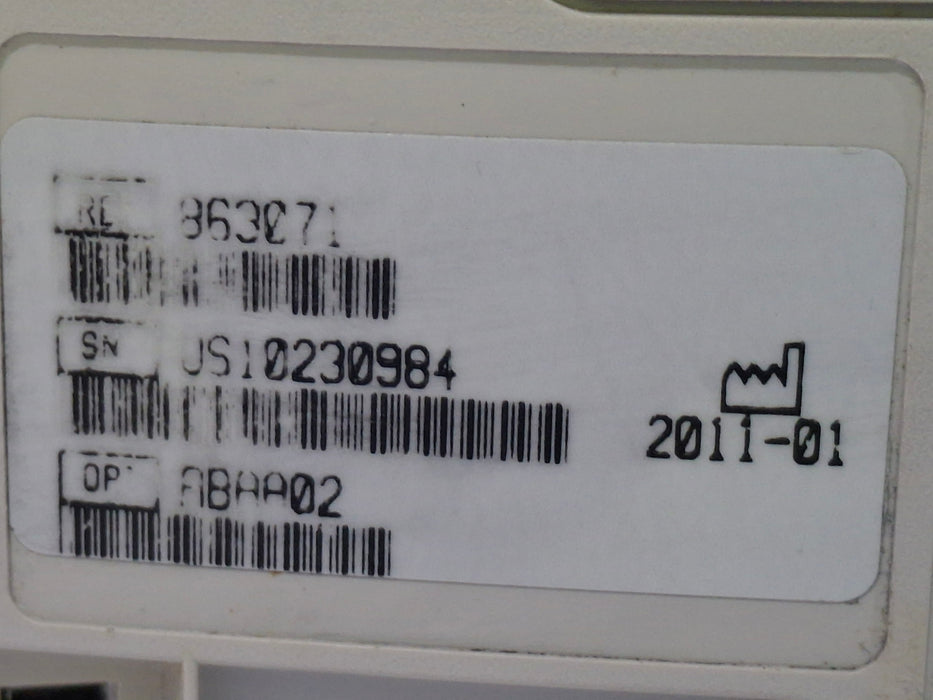 REF 863071
SN US10230984
2011-01
OPT ABAA02